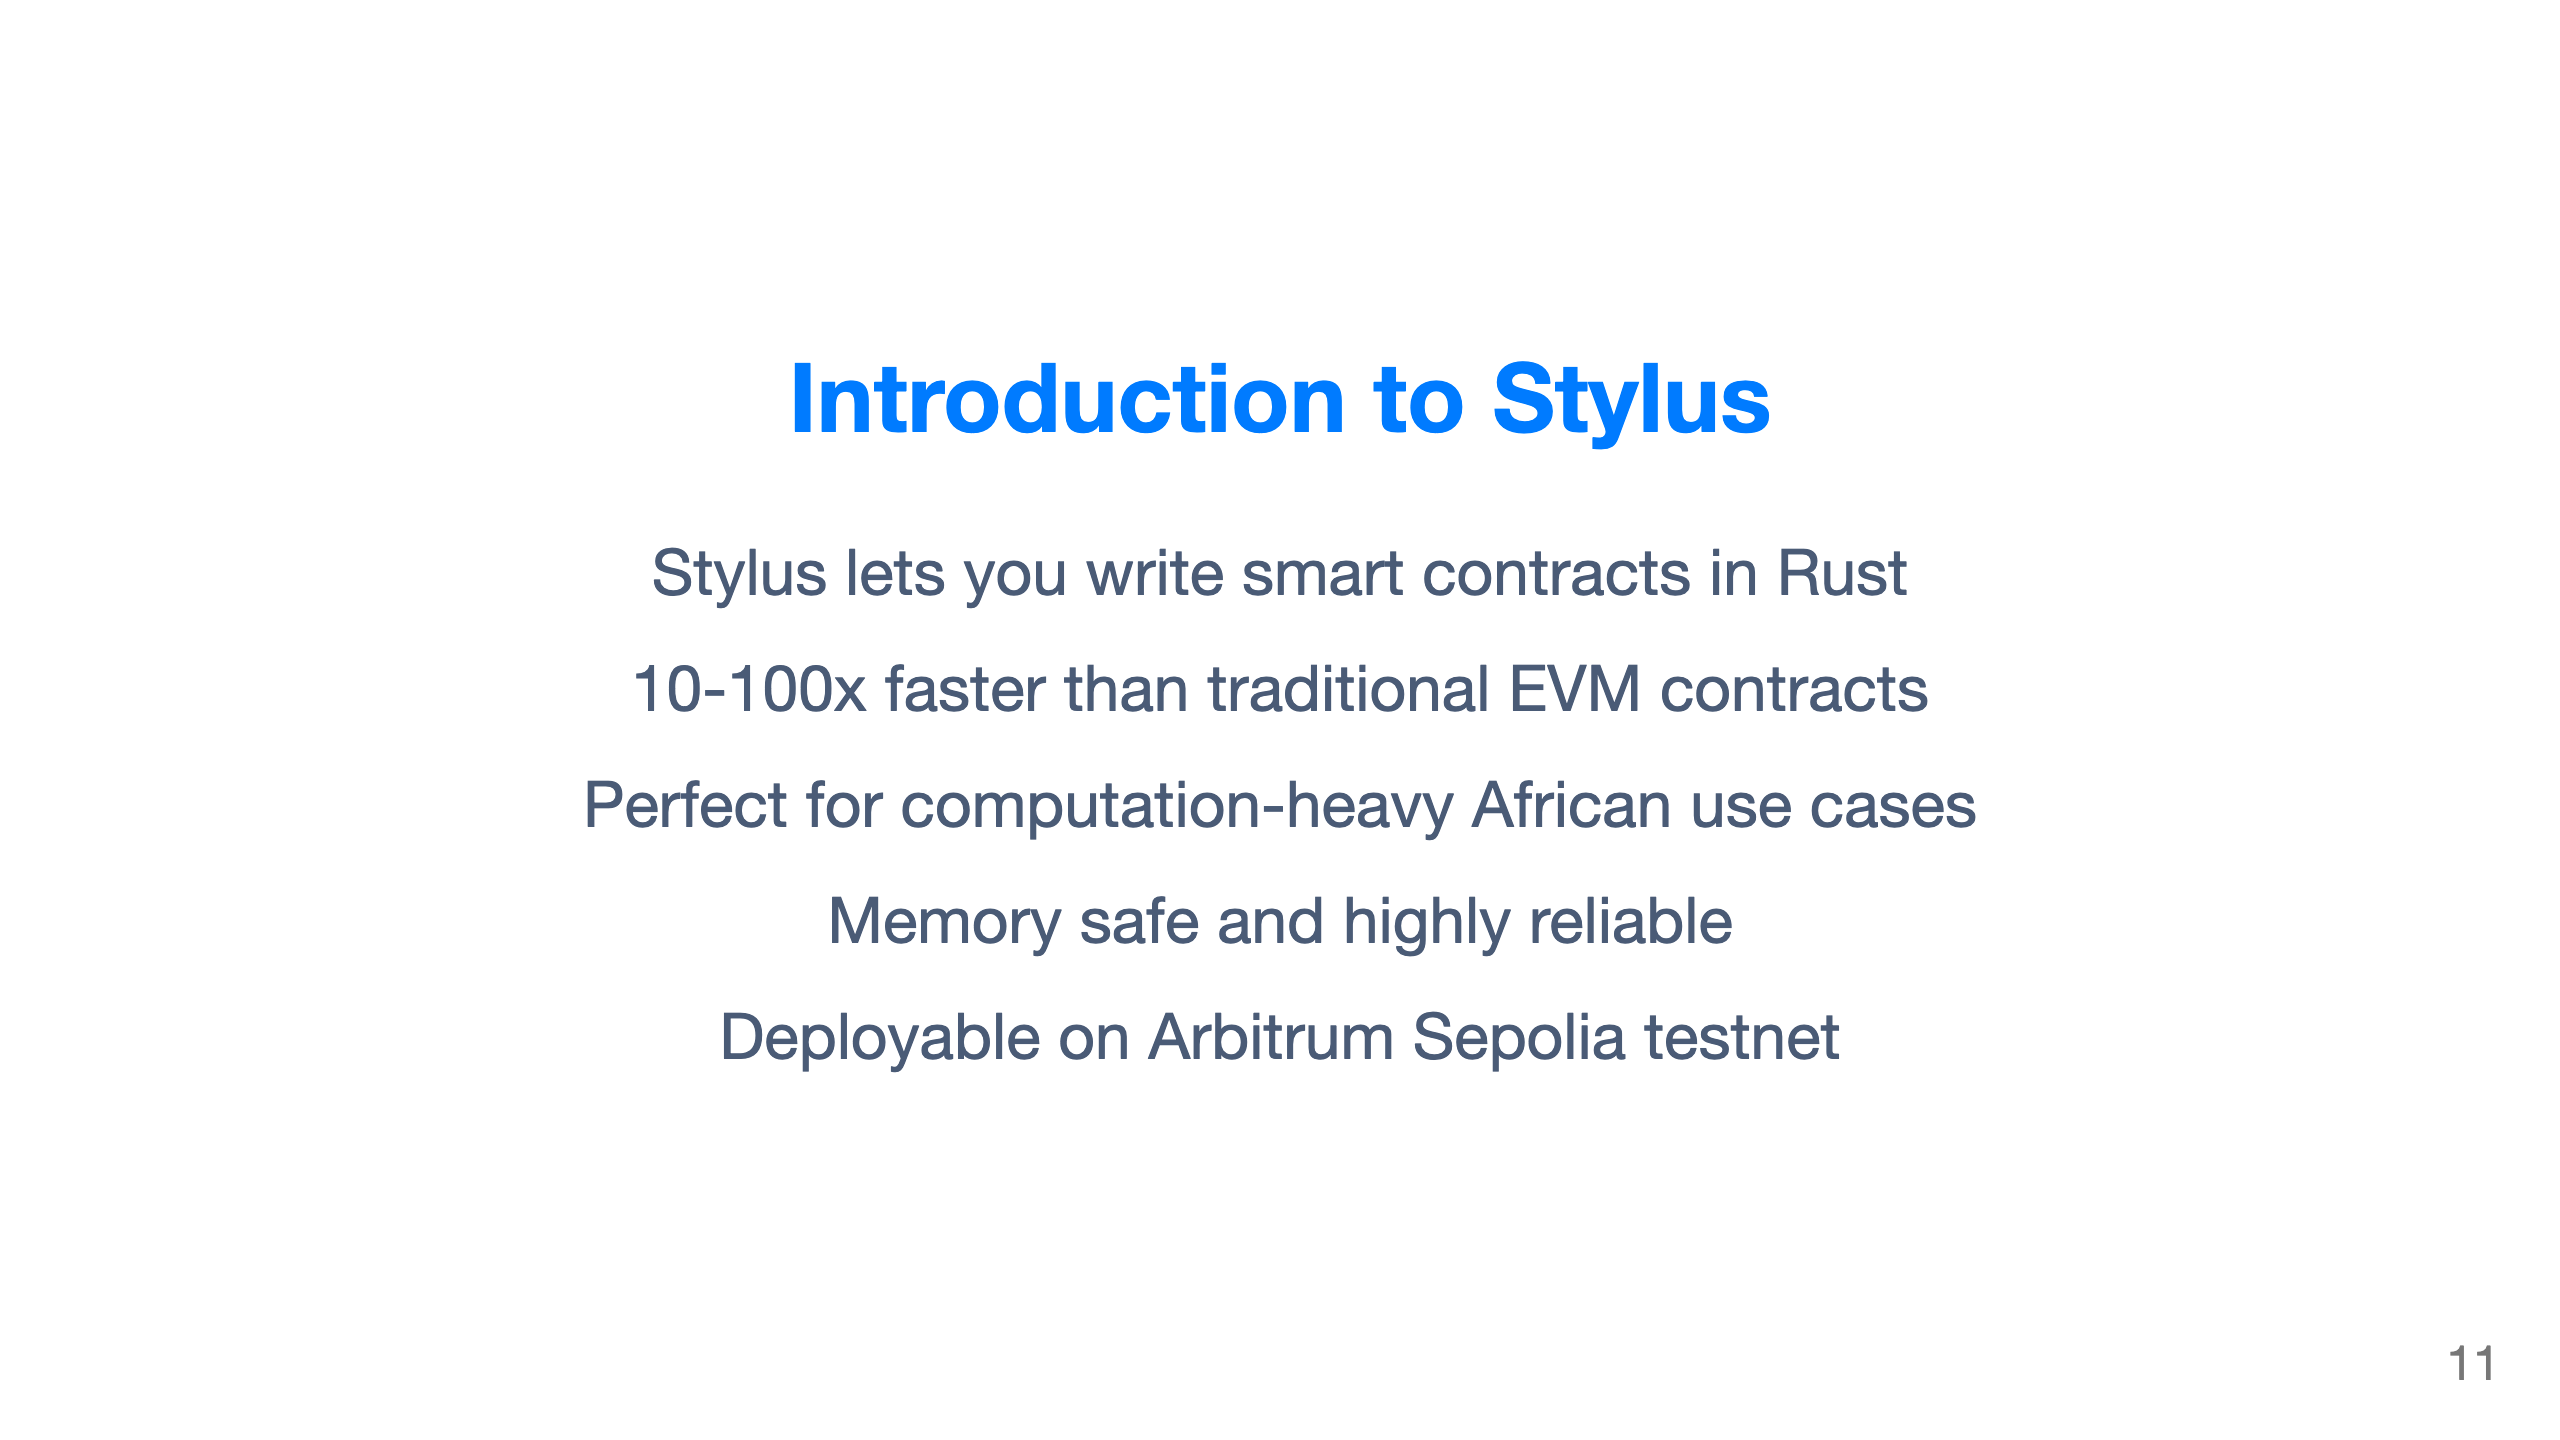 Introduction to Stylus
Stylus lets you write smart contracts in Rust
10-100x faster than traditional EVM contracts
Perfect for computation-heavy African use cases
Memory safe and highly reliable
Deployable on Arbitrum Sepolia testnet
11